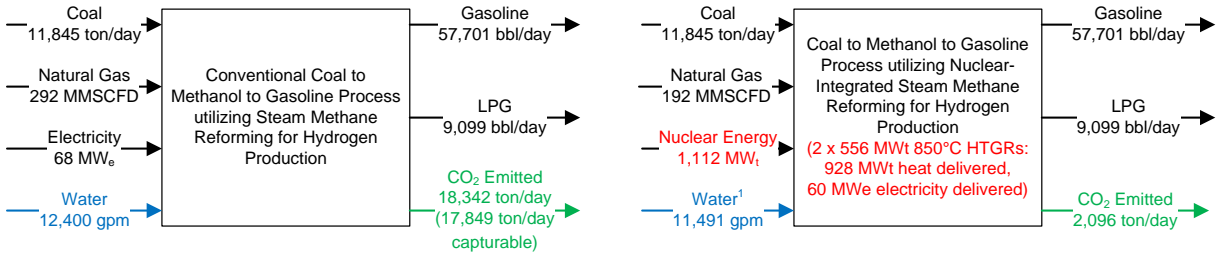 Coal
11,845 ton/day
Natural Gas
292 MMSCFD
Electricity
68 MWe
Water
12,400 gpm
Conventional Coal to
Methanol to Gasoline Process
utilizing Steam Methane
Reforming for Hydrogen
Production
Gasoline
57,701 bbl/day
LPG
9,099 bbl/day
CO2 Emitted
18,342 ton/day
(17,849 ton/day
capturable)
Coal
11,845 ton/day
Natural Gas
192 MMSCFD
Nuclear Energy
1,112 MWt
Water1
11,491 gpm
Coal to Methanol to Gasoline
Process utilizing Nuclear-
Integrated Steam Methane
Reforming for Hydrogen
Production
(2 x 556 MWt 850°C HTGRs:
928 MWt heat delivered,
60 MWe electricity delivered)
Gasoline
57,701 bbl/day
LPG
9,099 bbl/day
CO2 Emitted
2,096 ton/day